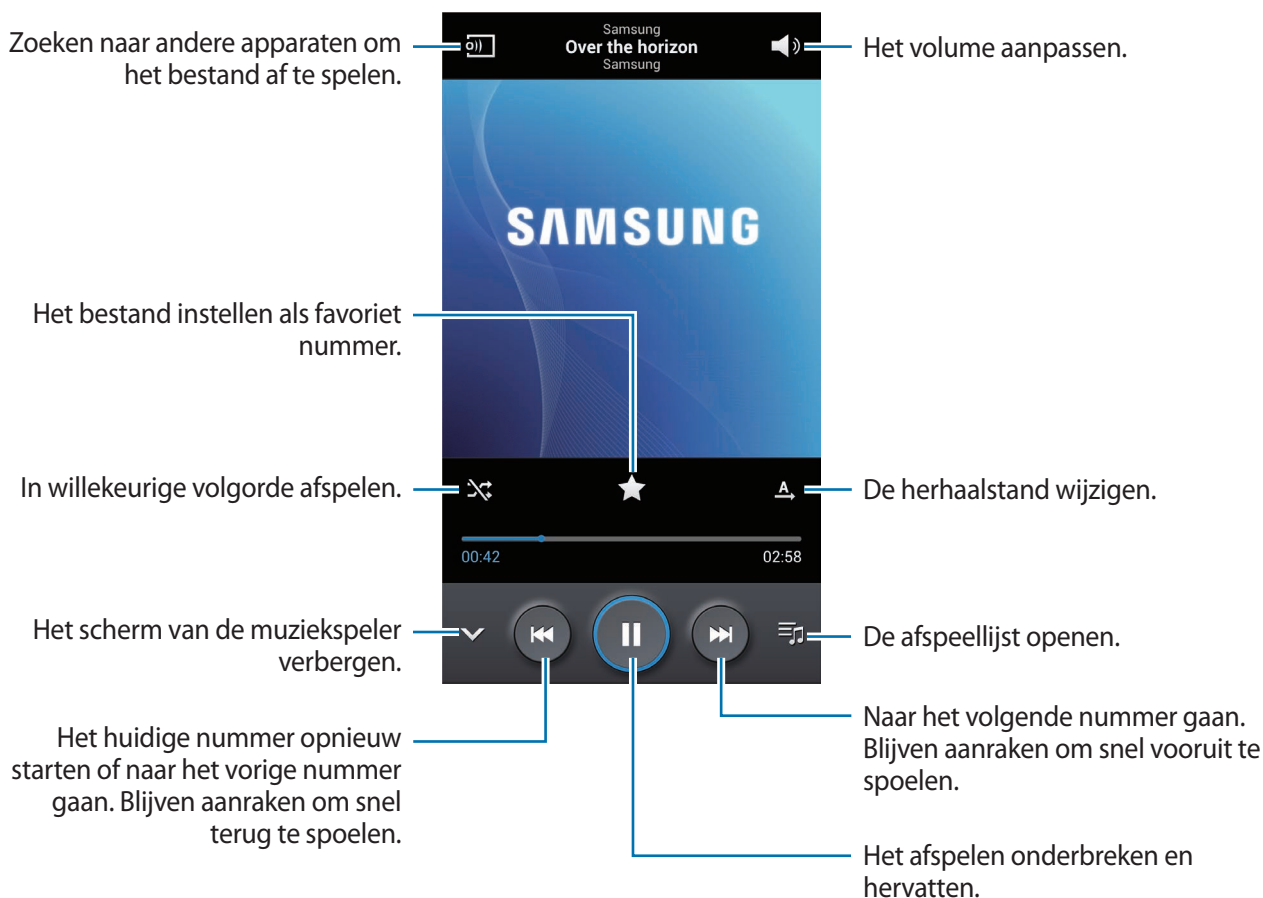 Zoeken naar andere apparaten om
het bestand af te spelen.
Samsung
Over the horizon
Samsung
Het volume aanpassen.
SAMSUNG
Het bestand instellen als favoriet
nummer.
In willekeurige volgorde afspelen.
A
De herhaalstand wijzigen.
00:42
02:58
Het scherm van de muziekspeler
verbergen.
De afspeellijst openen.
Het huidige nummer opnieuw
starten of naar het vorige nummer
gaan. Blijven aanraken om snel
terug te spoelen.
Naar het volgende nummer gaan.
Blijven aanraken om snel vooruit te
spoelen.
Het afspelen onderbreken en
hervatten.